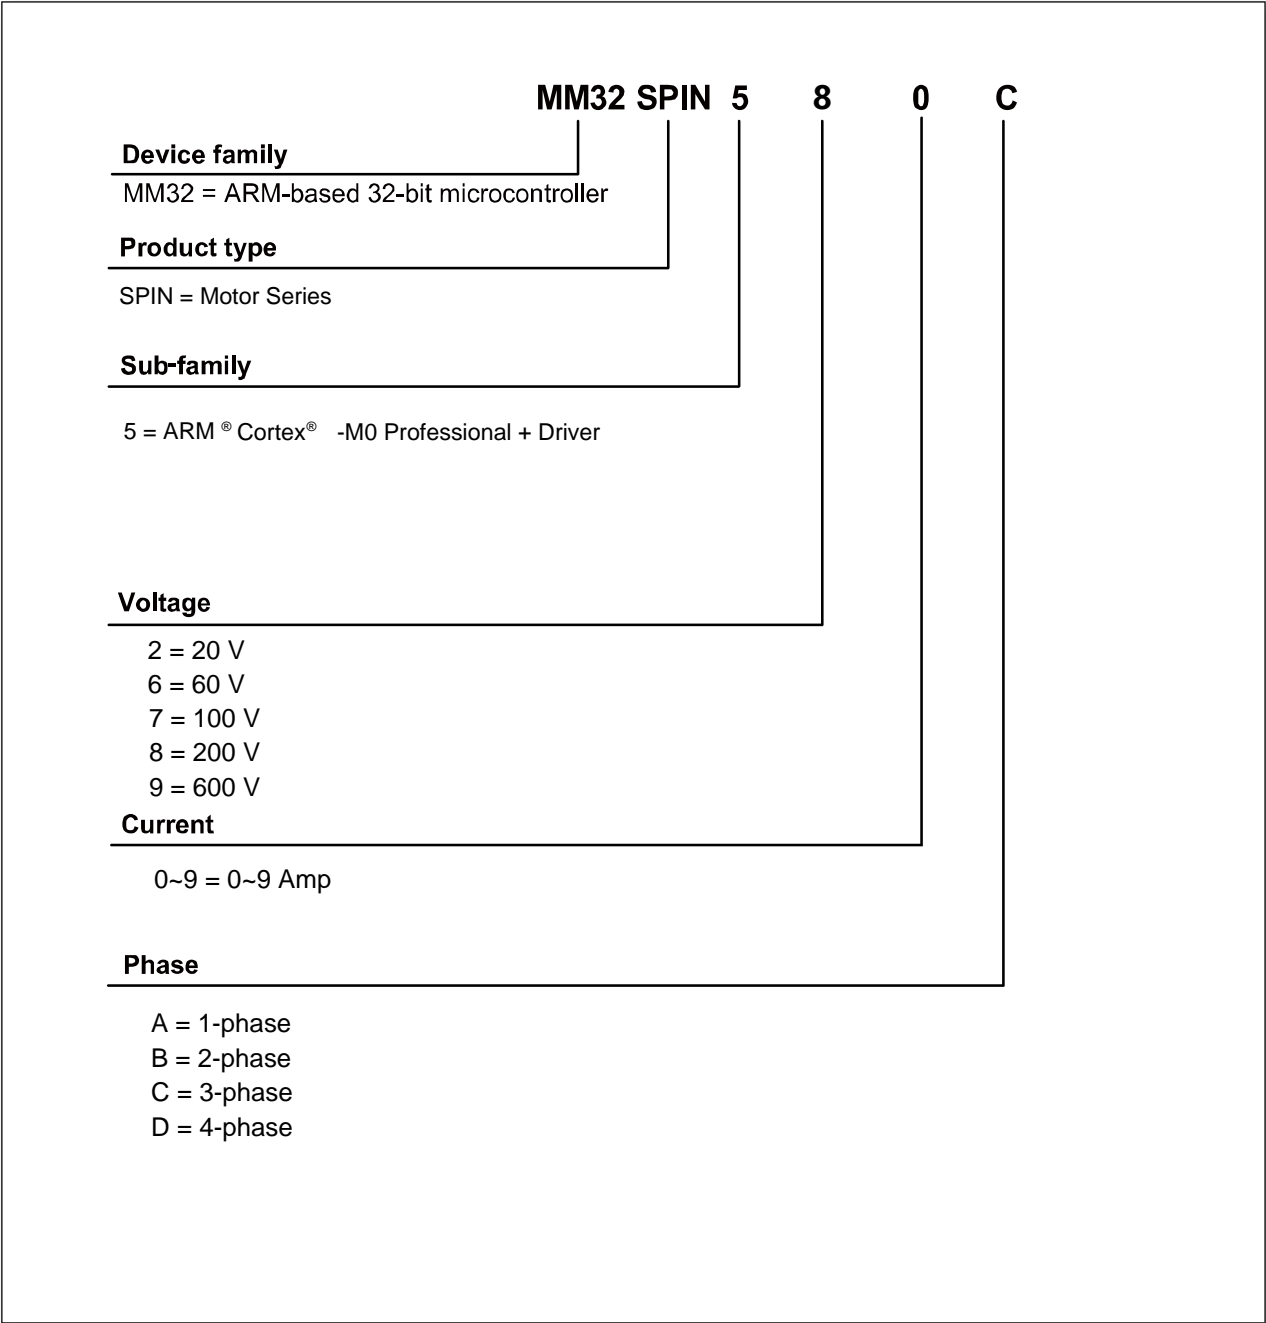 MM32 SPIN 5 8 0 C
Device family
MM32 = ARM-based 32-bit microcontroller
Product type
SPIN = Motor Series
Sub-family
5 = ARM ® Cortex® -M0 Professional + Driver
Voltage
2 = 20 V
6 = 60 V
7 = 100 V
8 = 200 V
9 = 600 V
Current
0~9 = 0~9 Amp
Phase
A = 1-phase
B = 2-phase
C = 3-phase
D = 4-phase